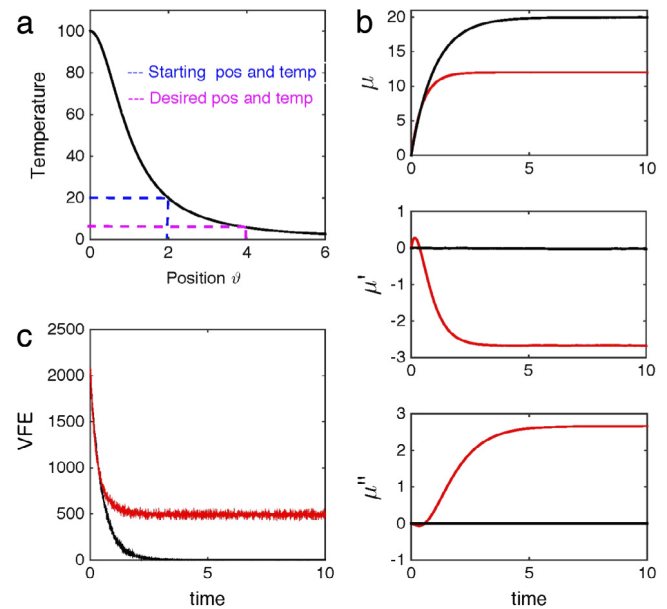 a
100
80
60
40
20
0
Temperature
Starting pos and temp
Desired pos and temp
0 2 4 6
Position ϑ
b
20
15
10
5
0
μ
0 5 10
1
0
-1
-2
-3
μ'
0 5 10
3
2
1
0
-1
μ''
0 5 10
time
c
2500
2000
1500
1000
500
0
VFE
0 5 10
time